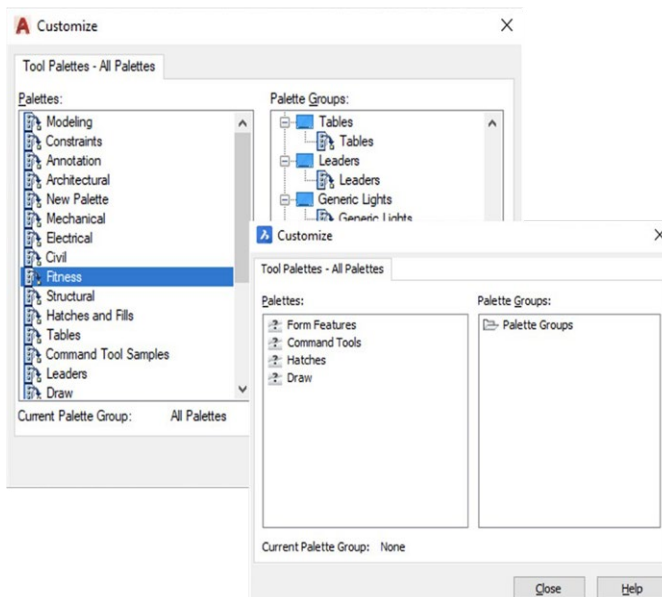 Customize
Tool Palettes - All Palettes
Palettes:
Modeling
Constraints
Annotation
Architectural
New Palette
Mechanical
Electrical
Civil
Fitness
Structural
Hatches and Fills
Tables
Command Tool Samples
Leaders
Draw
Palette Groups:
Tables
Tables
Leaders
Leaders
Generic Lights
Generic Lights
Current Palette Group: All Palettes
Customize
Tool Palettes - All Palettes
Palettes:
Form Features
Command Tools
Hatches
Draw
Palette Groups:
Palette Groups
Current Palette Group: None
Close Help